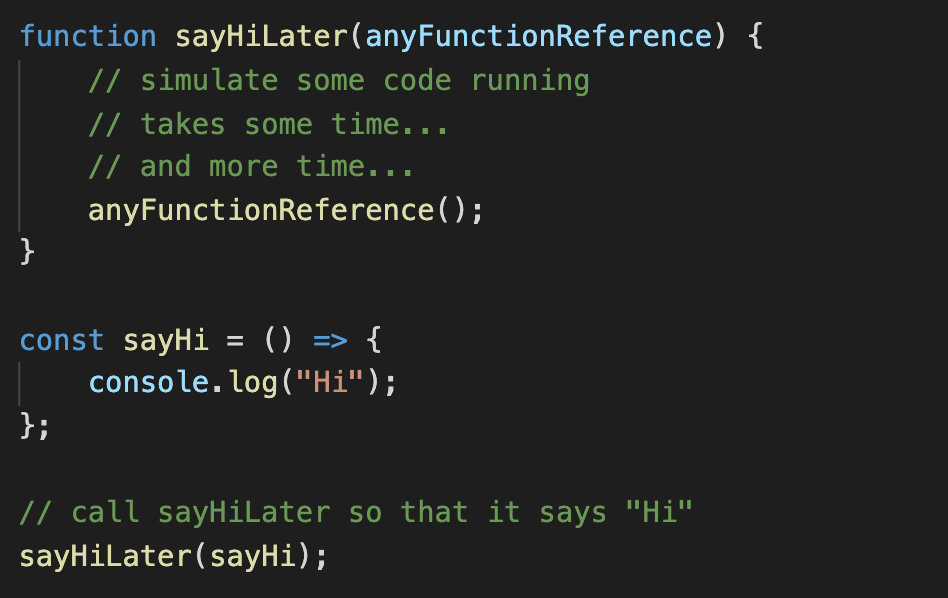 function sayHiLater(anyFunctionReference) {
    // simulate some code running
    // takes some time...
    // and more time...
    anyFunctionReference();
}

const sayHi = () => {
    console.log("Hi");
};

// call sayHiLater so that it says "Hi"
sayHiLater(sayHi);